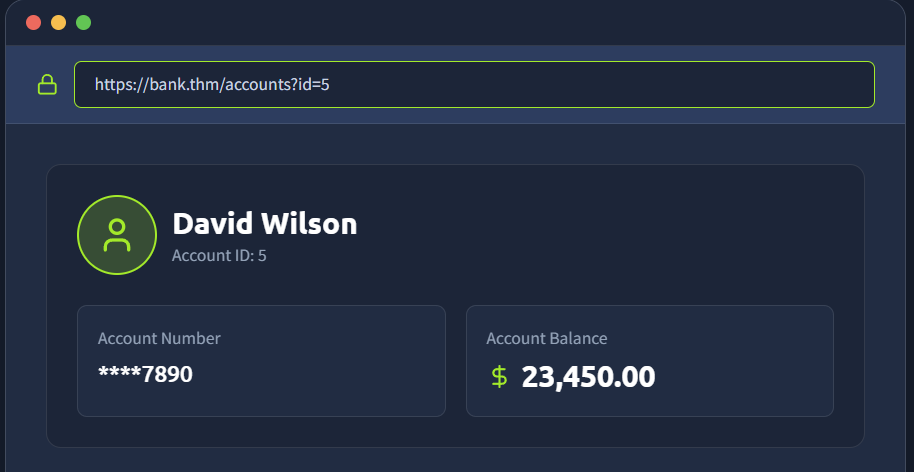 https://bank.thm/accounts?id=5
David Wilson
Account ID: 5
Account Number
****7890
Account Balance
$ 23,450.00